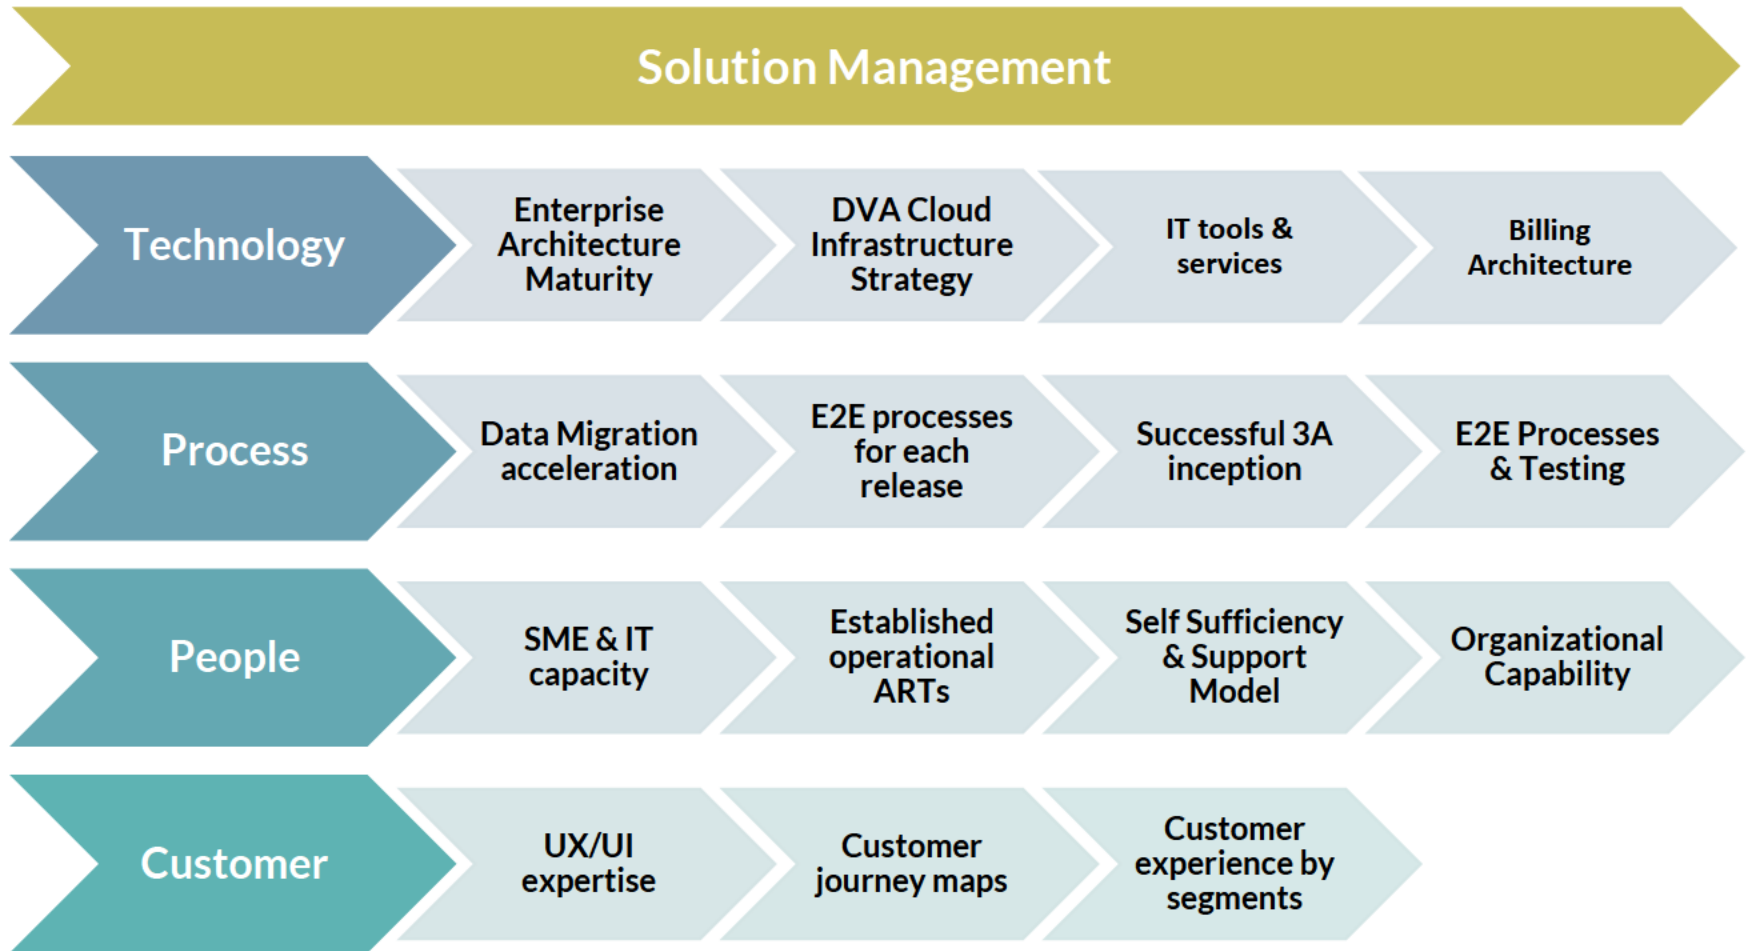 Solution Management
Technology
Enterprise
Architecture
Maturity
DVA Cloud
Infrastructure
Strategy
IT tools &
services
Billing
Architecture
Process
Data Migration
acceleration
E2E processes
for each
release
Successful 3A
inception
E2E Processes
& Testing
People
SME & IT
capacity
Established
operational
ARTs
Self Sufficiency
& Support
Model
Organizational
Capability
Customer
UX/UI
expertise
Customer
journey maps
Customer
experience by
segments